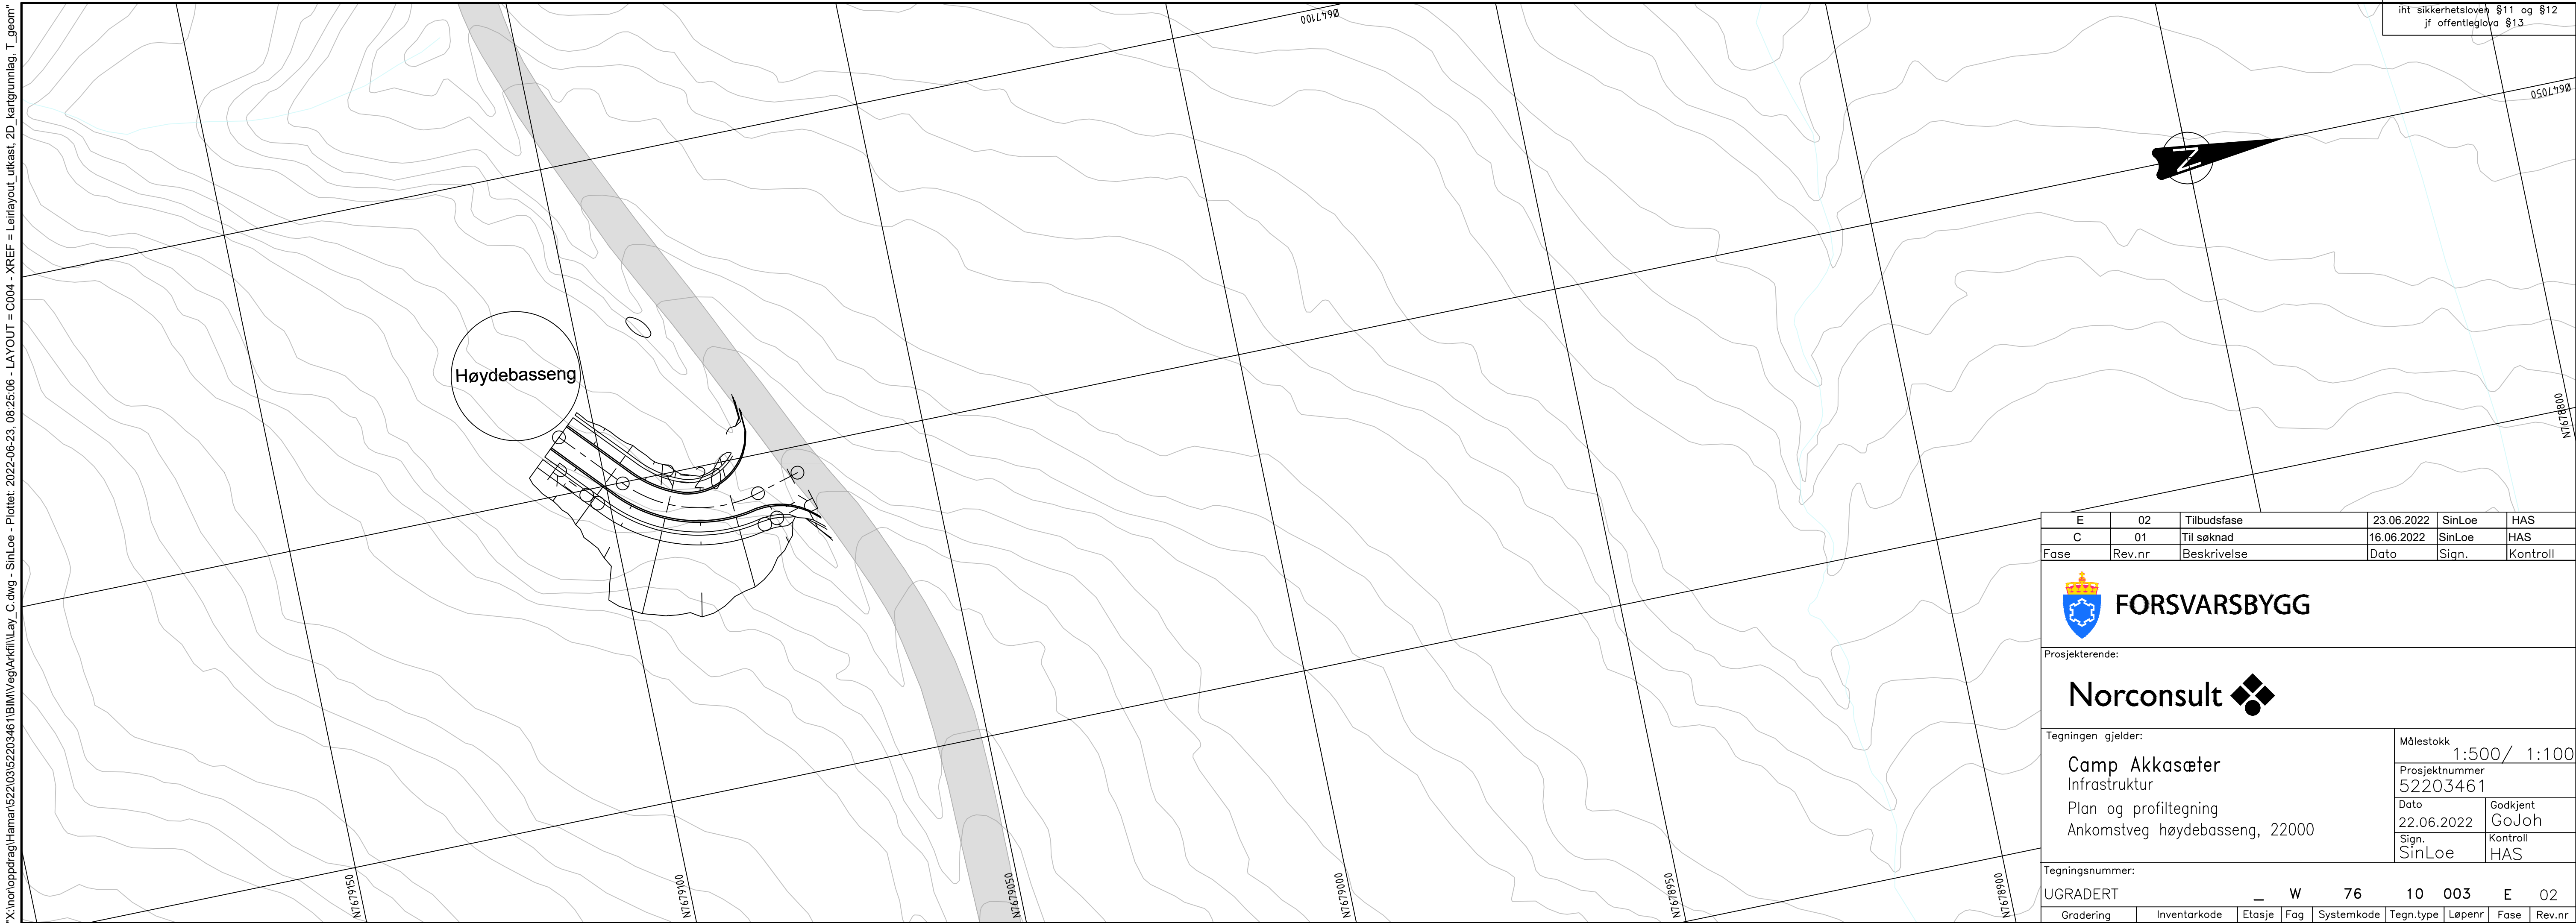 "X:\nor\oppdrag\Hamar\522\03\52203461\BIM\Veg\Arkfil\Lay_C.dwg - SinLoe - Plottet: 2022-06-23, 08:25:06 - LAYOUT = C004 - XREF = Leirlayout_utkast, 2D_kartgrunnlag, T_geom"
iht sikkerhetsloven §11 og §12
jf offentleglova §13
Ø647100
Ø647050
N
Høydebasseng
N7678800
N7679150
N7679100
N7679050
N7679000
N7678950
N7678900
E 02 Tilbudsfase 23.06.2022 SinLoe HAS
C 01 Til søknad 16.06.2022 SinLoe HAS
Fase Rev.nr Beskrivelse Dato Sign. Kontroll
FORSVARSBYGG
Prosjekterende:
Norconsult
Tegningen gjelder:
Camp Akkasæter
Infrastruktur
Plan og profiltegning
Ankomstveg høydebasseng, 22000
Målestokk
1:500/ 1:100
Prosjektnummer
52203461
Dato Godkjent
22.06.2022 GoJoh
Sign. Kontroll
SinLoe HAS
Tegningsnummer:
UGRADERT _ W 76 10 003 E 02
Gradering Inventarkode Etasje Fag Systemkode Tegn.type Løpenr Fase Rev.nr